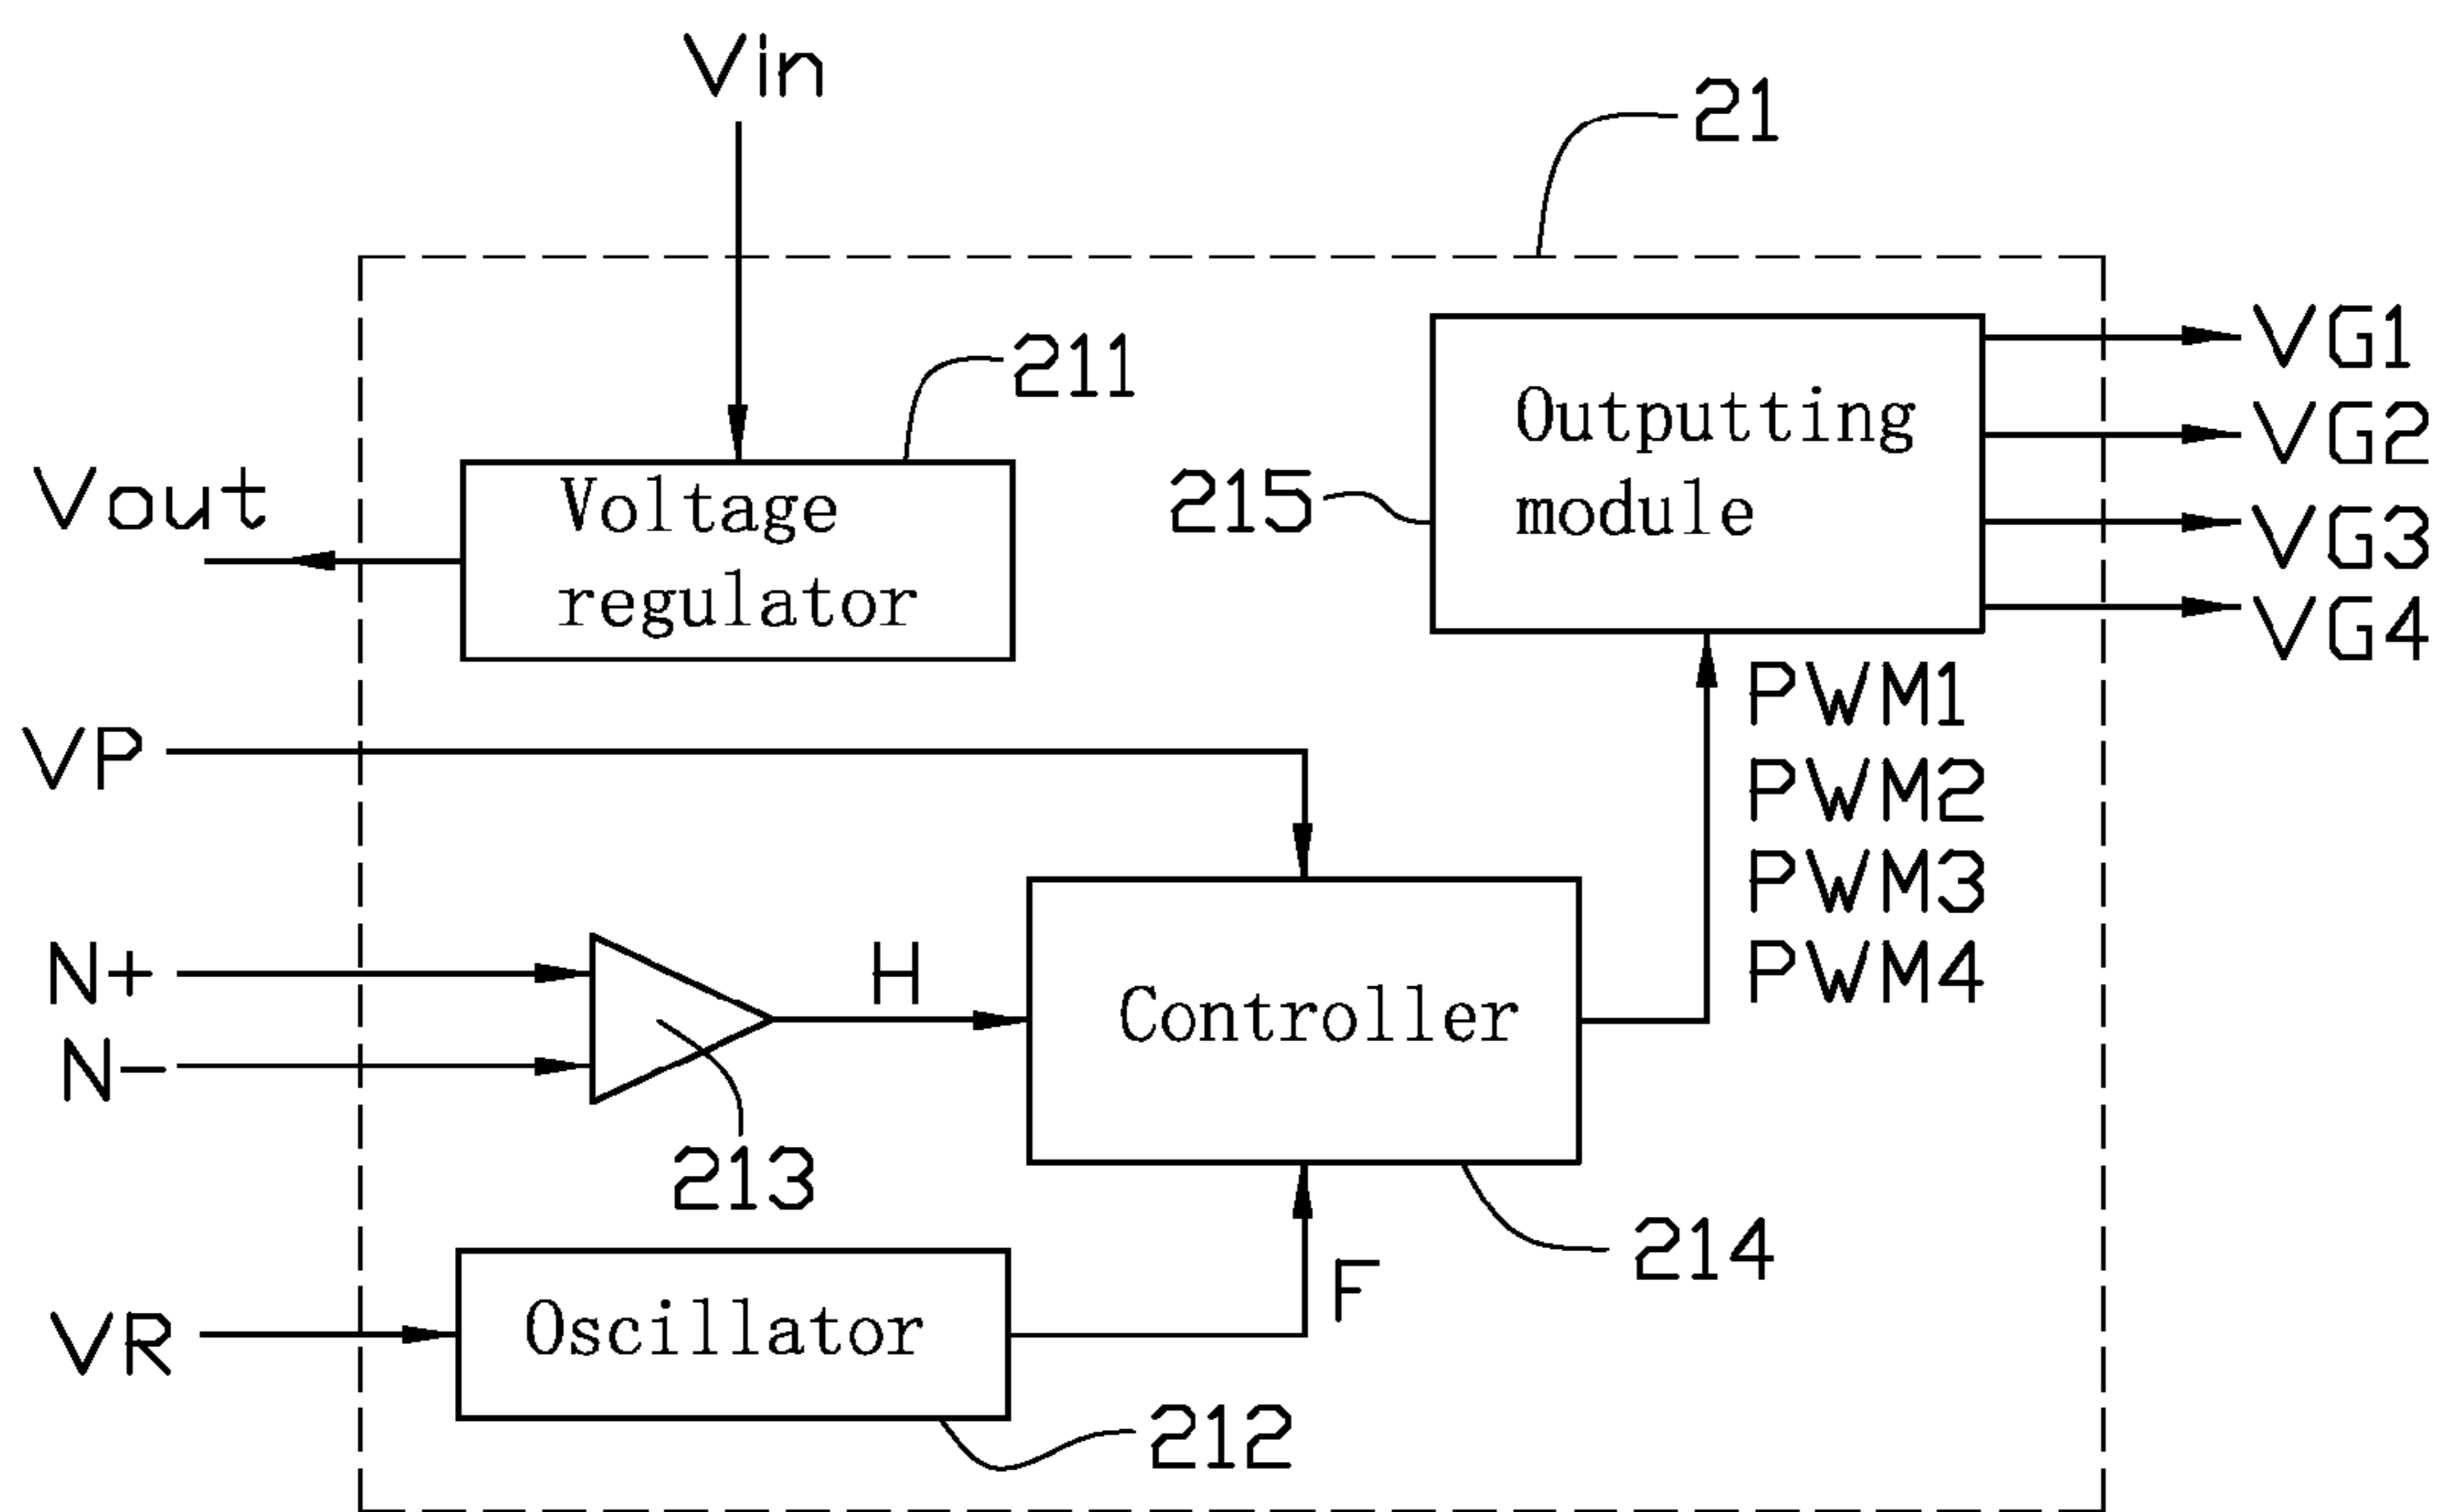 Vin
21
211
Voltage
regulator
Vout
Outputting
module
215
VG1
VG2
VG3
VG4
PWM1
PWM2
PWM3
PWM4
VP
N+
N-
H
Controller
213
214
VR
Oscillator
F
212